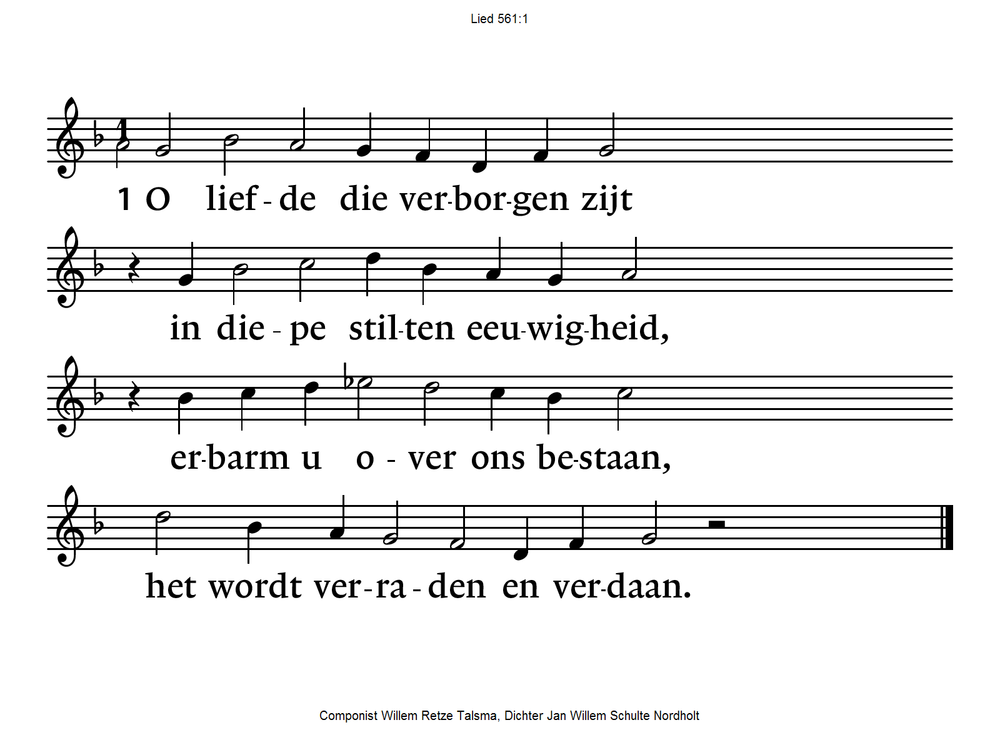 Lied 561:1
1
1 O lief - de die ver-bor-gen zijt
in die - pe stil-ten eeu-wig-heid,
er-barm u o - ver ons be-staan,
het wordt ver-ra - den en ver-daan.
Componist Willem Retze Talsma, Dichter Jan Willem Schulte Nordholt